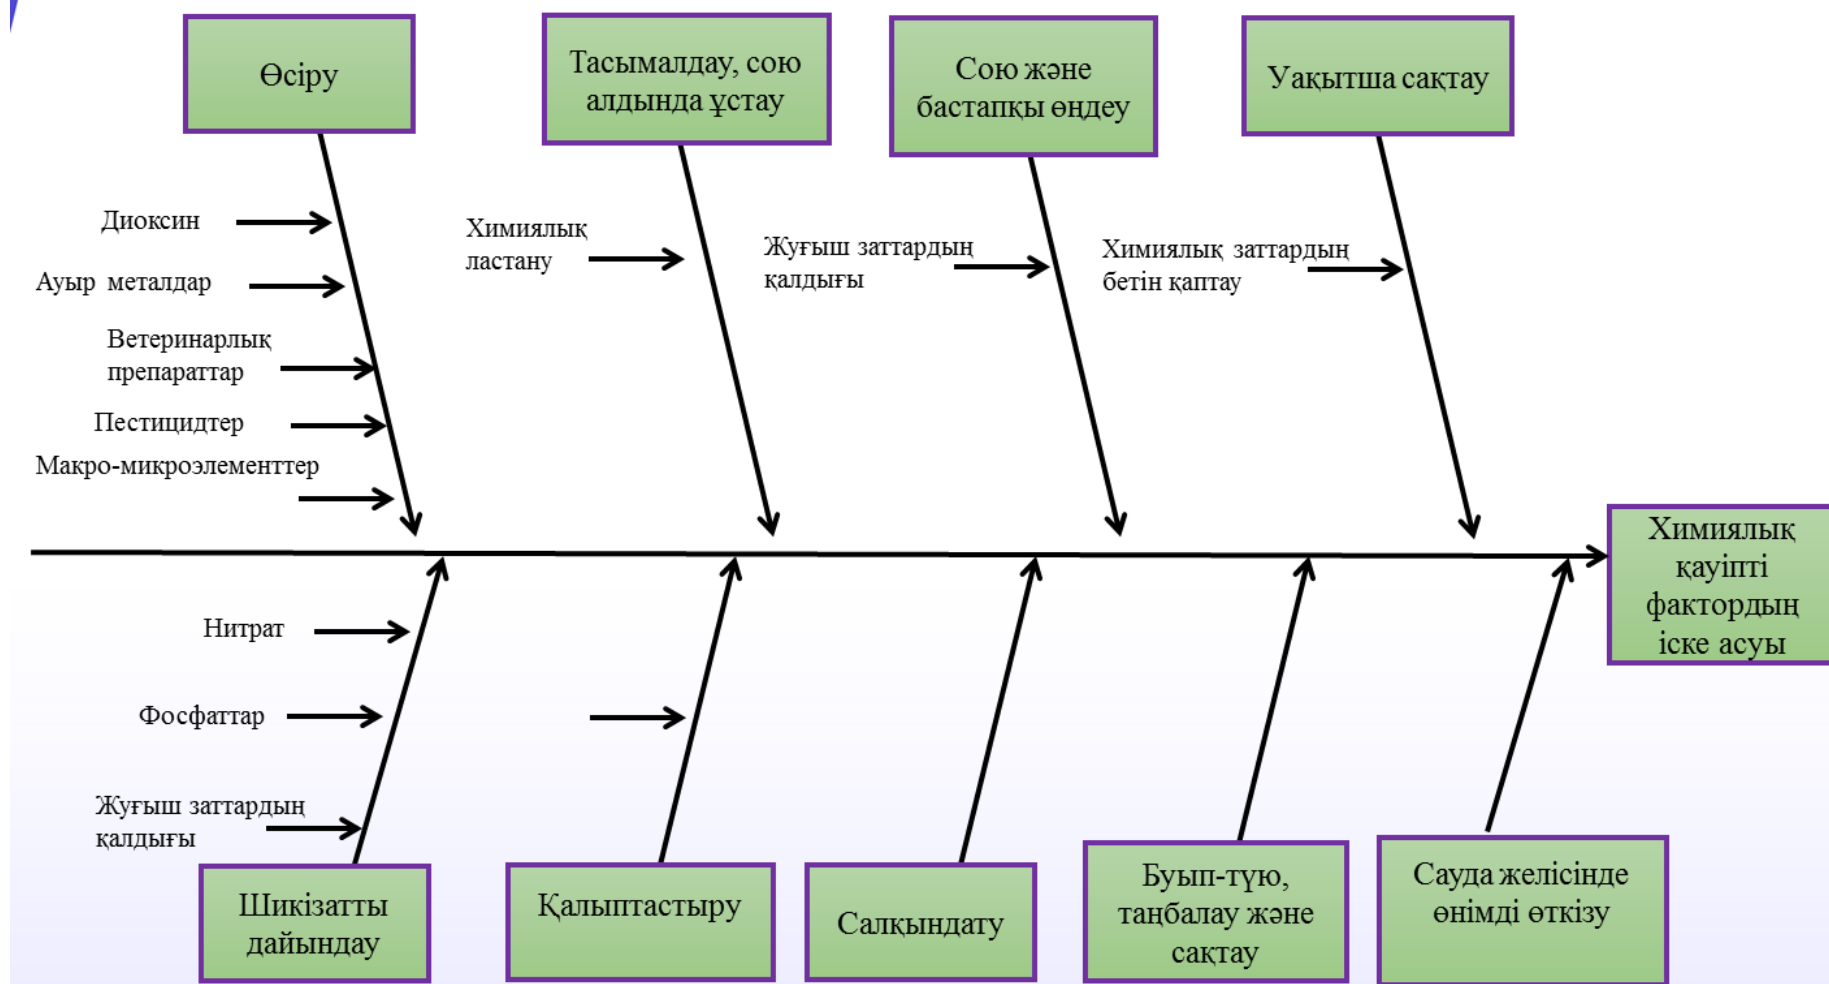 Өсіру
Тасымалдау, сою
алдында ұстау
Сою және
бастапқы өңдеу
Уақытша сақтау
Диоксин
Ауыр металдар
Ветеринарлық
препараттар
Пестицидтер
Макро-микроэлементтер
Химиялық
ластану
Жуғыш заттардың
қалдығы
Химиялық заттардың
бетін қаптау
Химиялық
қауіпті
фактордың
іске асуы
Нитрат
Фосфаттар
Жуғыш заттардың
қалдығы
Шикізатты
дайындау
Қалыптастыру
Салқындату
Буып-түю,
таңбалау және
сақтау
Сауда желісінде
өнімді өткізу